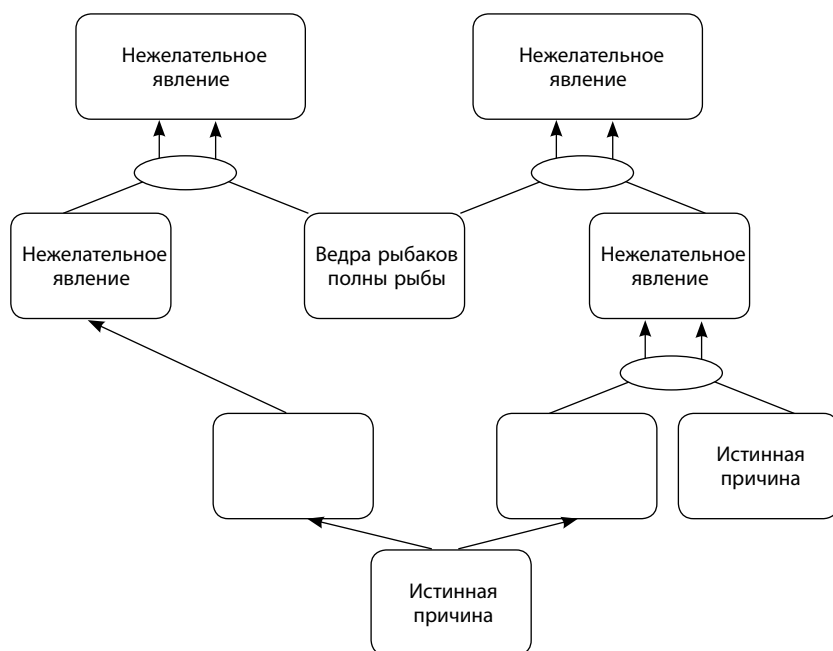 Нежелательное
явление
Нежелательное
явление
Нежелательное
явление
Ведра рыбаков
полны рыбы
Нежелательное
явление
Истинная
причина
Истинная
причина